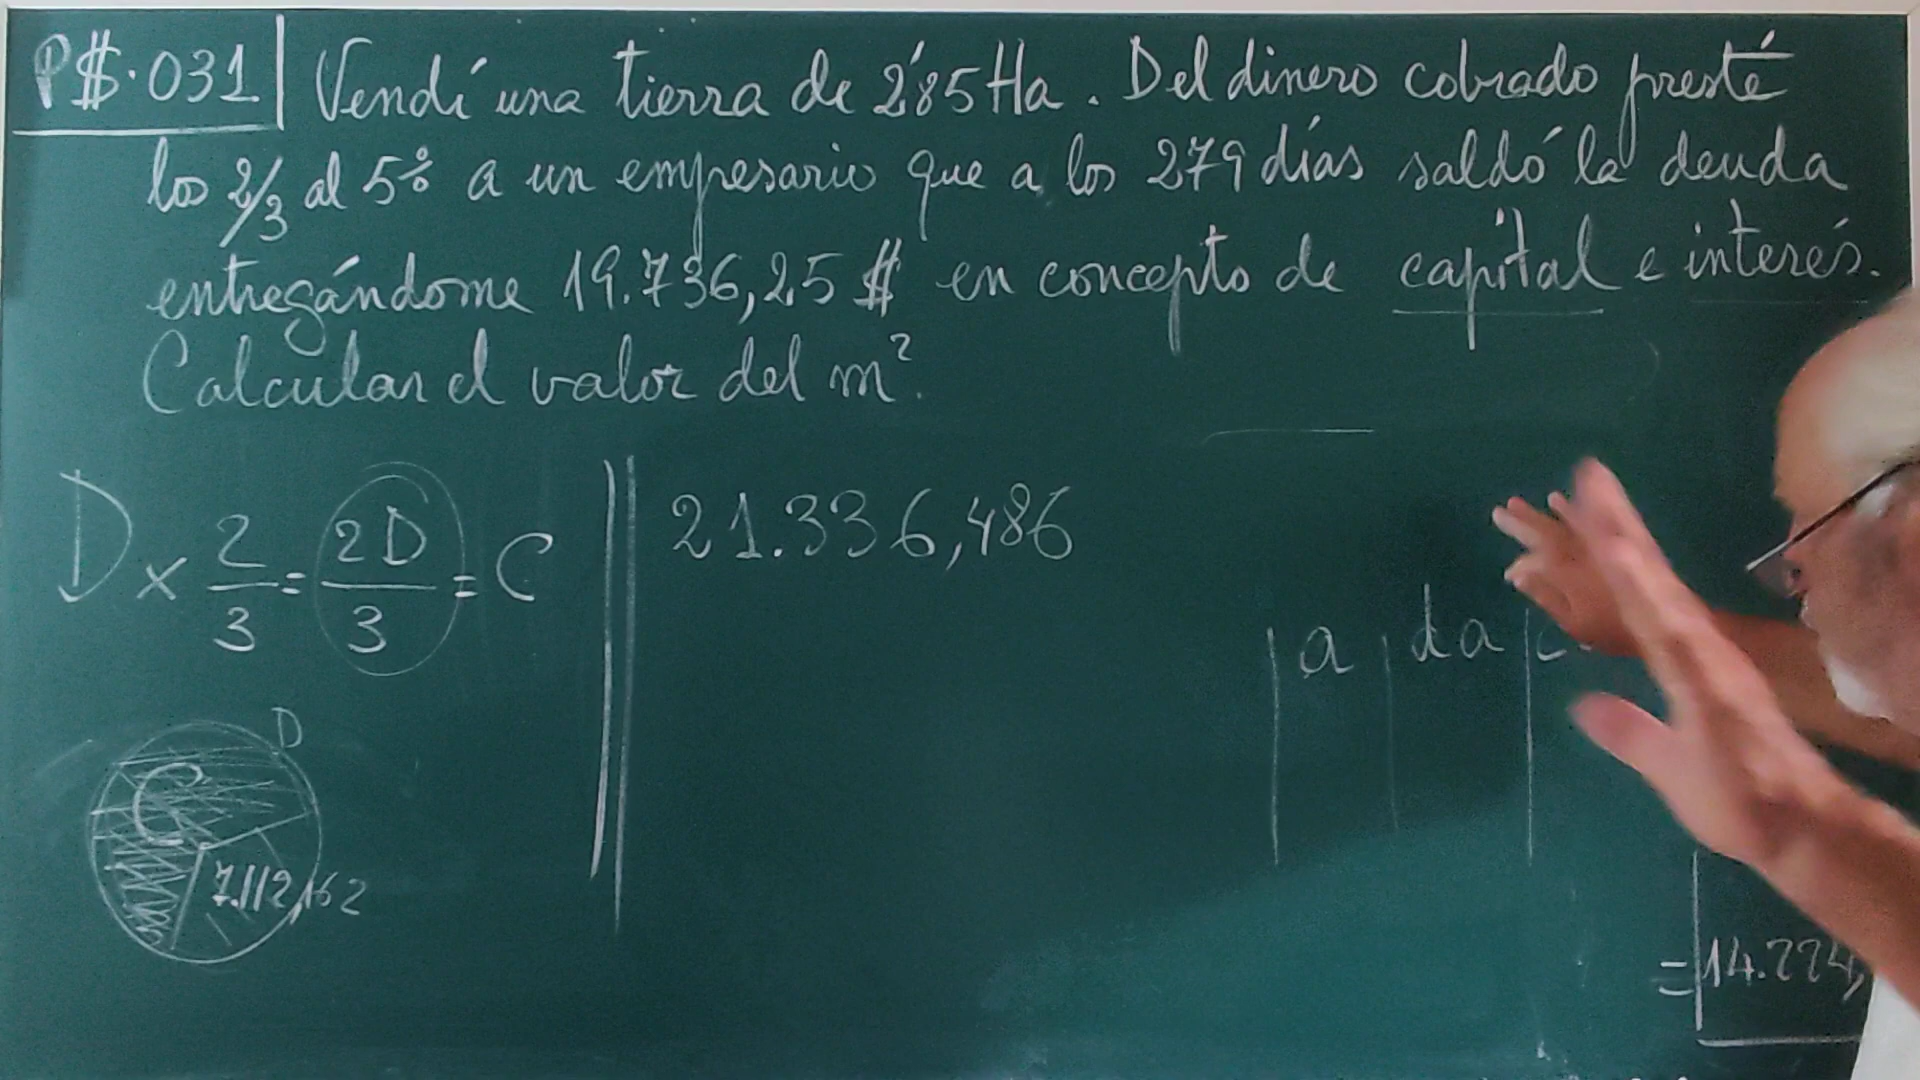 P$.031 Vendí una tierra de 2'85 Ha. Del dinero cobrado presté
los 2/3 al 5% a un empresario que a los 279 días saldó la deuda
entregándome 19.736,25 $ en concepto de capital e interés.
Calcular el valor del m².
D x 2/3 = 2D/3 = C
21.336,486
a da
D
C
7.112,162
= 14.224,